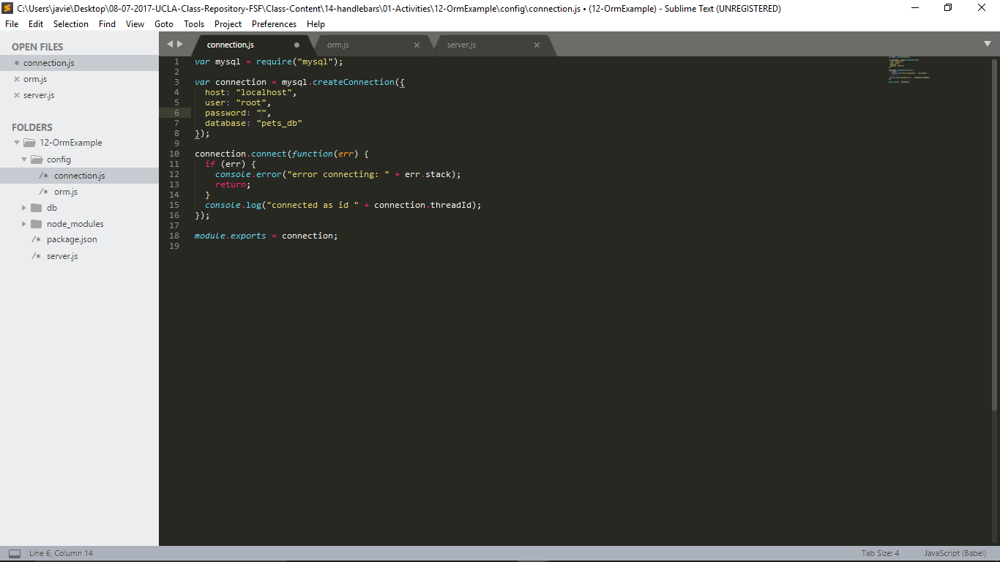 C:\Users\javie\Desktop\08-07-2017-UCLA-Class-Repository-FSF\Class-Content\14-handlebars\01-Activities\12-OrmExample\config\connection.js • (12-OrmExample) - Sublime Text (UNREGISTERED)
File Edit Selection Find View Goto Tools Project Preferences Help
OPEN FILES
connection.js
orm.js
server.js
FOLDERS
12-OrmExample
config
/* connection.js
/* orm.js
db
node_modules
/* package.json
/* server.js
connection.js orm.js server.js
1 var mysql = require("mysql");
2
3 var connection = mysql.createConnection({
4   host: "localhost",
5   user: "root",
6   password: "",
7   database: "pets_db"
8 });
9
10 connection.connect(function(err) {
11   if (err) {
12     console.error("error connecting: " + err.stack);
13     return;
14   }
15   console.log("connected as id " + connection.threadId);
16 });
17
18 module.exports = connection;
19
Line 6, Column 14 Tab Size: 4 JavaScript (Babel)